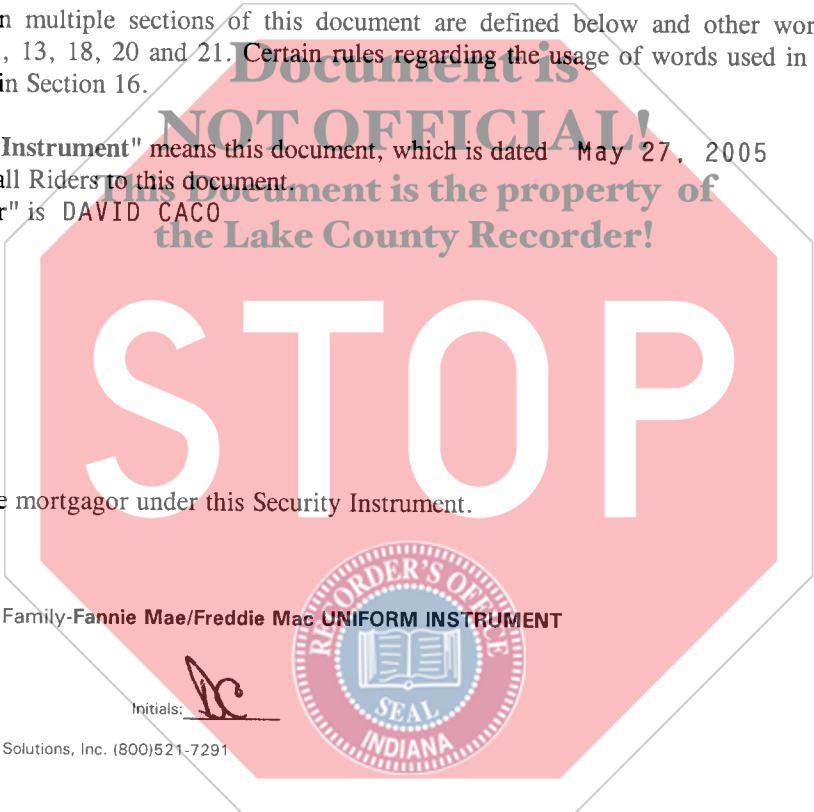 n multiple sections of this document are defined below and other wor
, 13, 18, 20 and 21. Certain rules regarding the usage of words used in
in Section 16.
Document is
NOT OFFICIAL!
Instrument" means this document, which is dated May 27, 2005
all Riders to this document.
This Document is the property of
r" is DAVID CACO
the Lake County Recorder!
STOP
e mortgagor under this Security Instrument.
Family-Fannie Mae/Freddie Mac UNIFORM INSTRUMENT
RECORDER'S OFFICE
SEAL
INDIANA
Initials: DC
Solutions, Inc. (800)521-7291